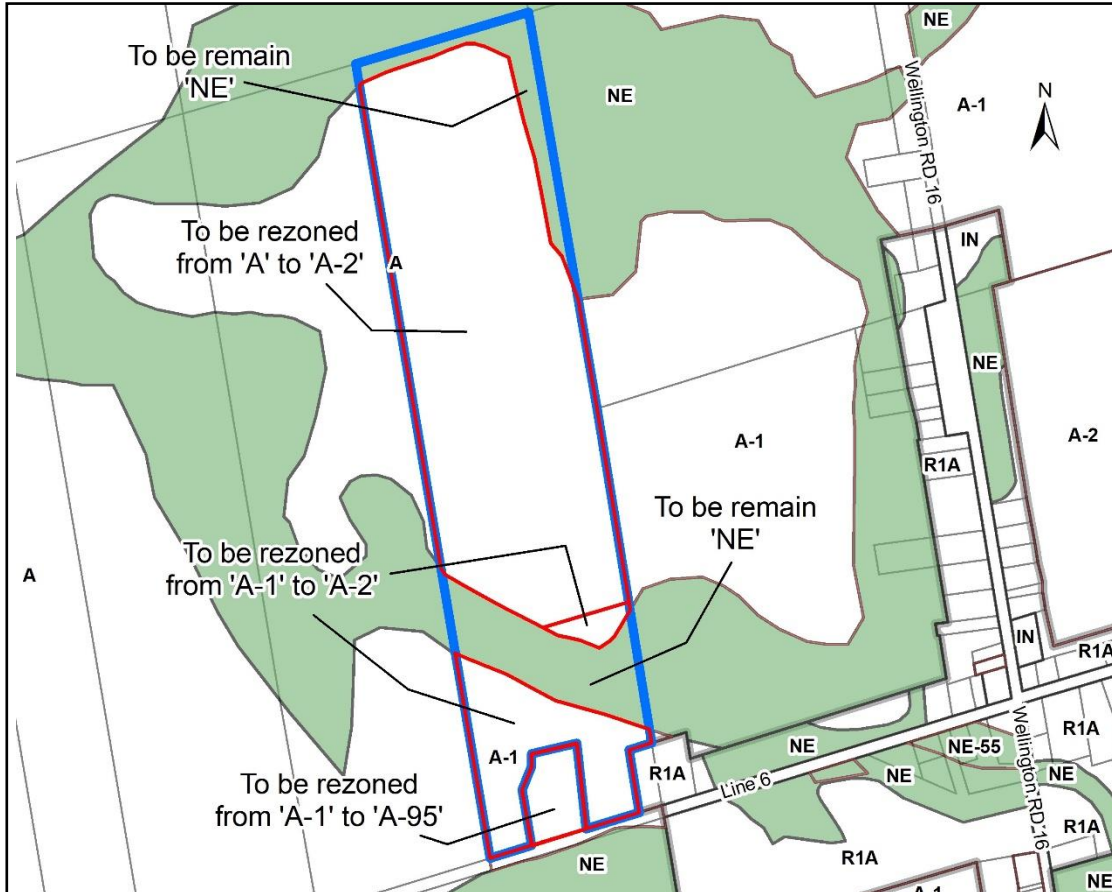 NE
To be remain
'NE'
NE
A-1
N
Wellington RD 16
To be rezoned
from 'A' to 'A-2'
A
IN
NE
A-1
A-2
R1A
To be remain
'NE'
To be rezoned
from 'A-1' to 'A-2'
A
IN
R1A
A-1
R1A
NE
NE-55
R1A
Line 6
NE
NE
Wellington RD 16
To be rezoned
from 'A-1' to 'A-95'
R1A
R1A
NE
A-1
NE